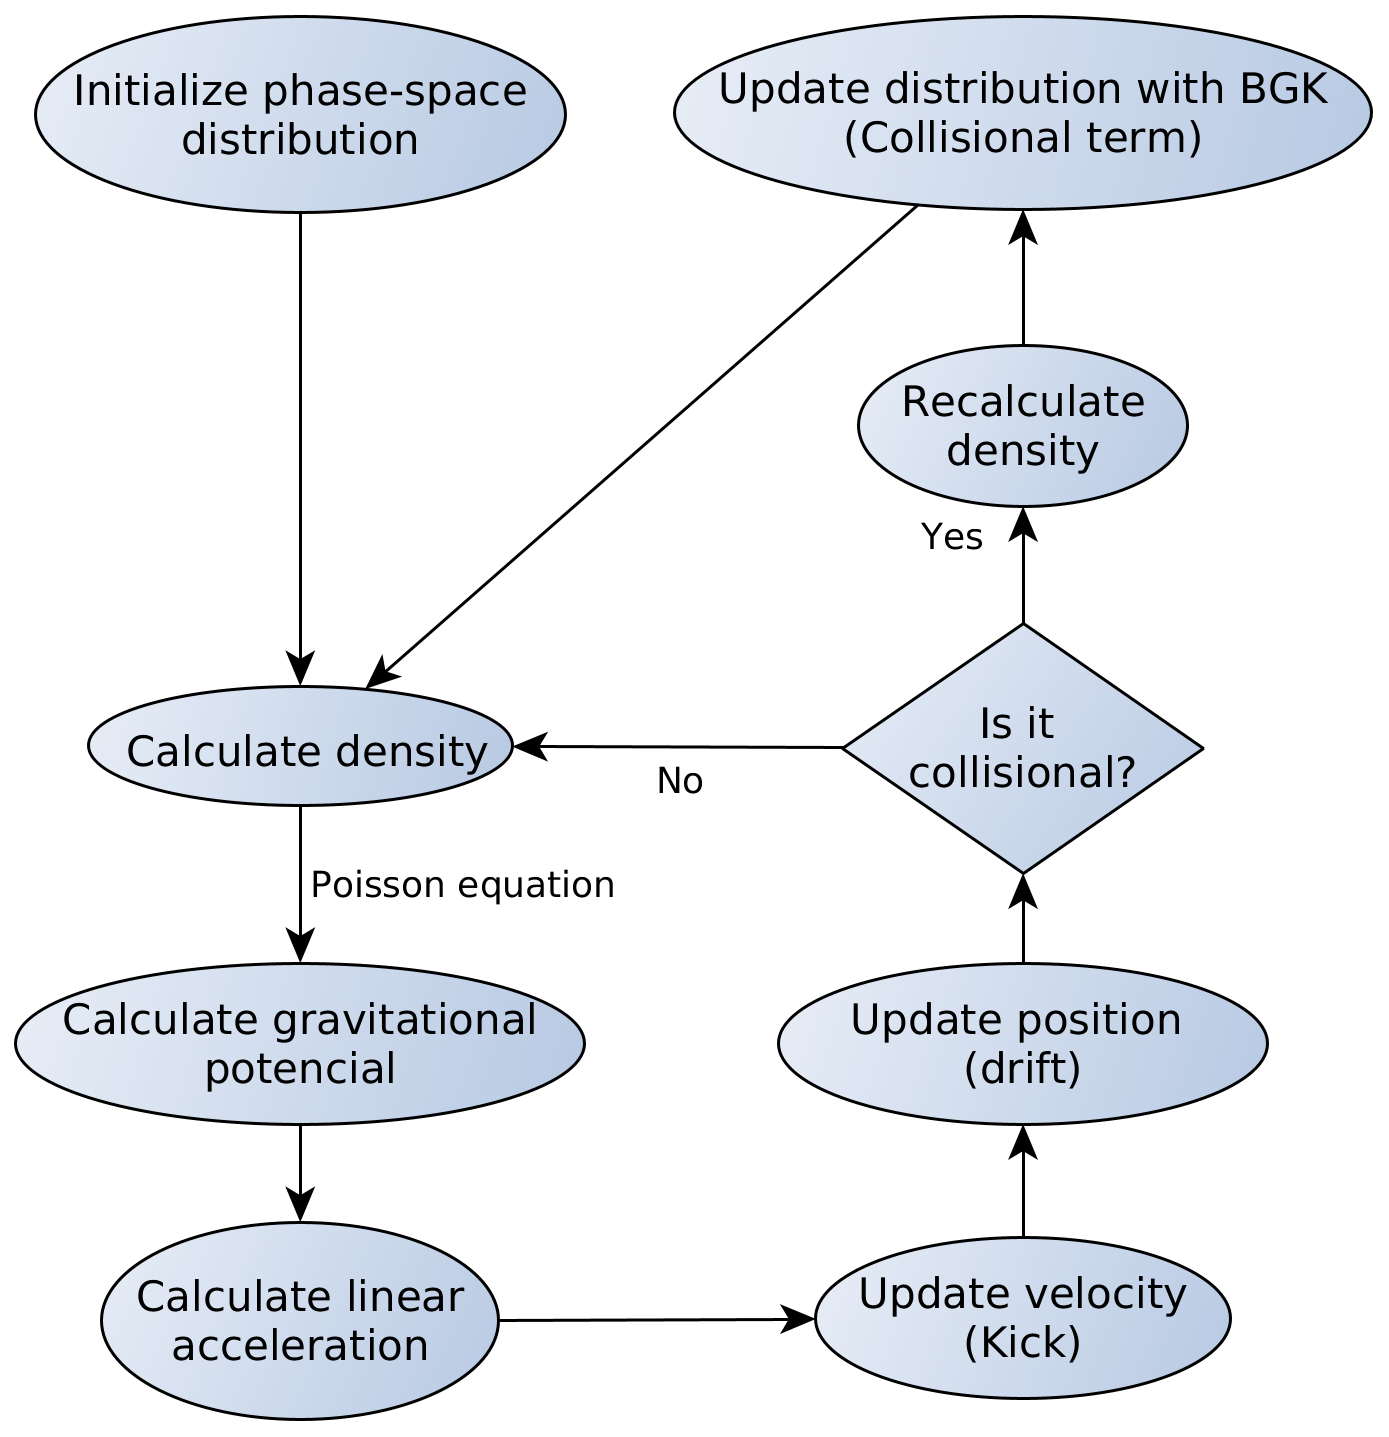 Initialize phase-space
distribution
Update distribution with BGK
(Collisional term)
Recalculate
density
Yes
Is it
collisional?
No
Calculate density
Poisson equation
Calculate gravitational
potencial
Update position
(drift)
Calculate linear
acceleration
Update velocity
(Kick)